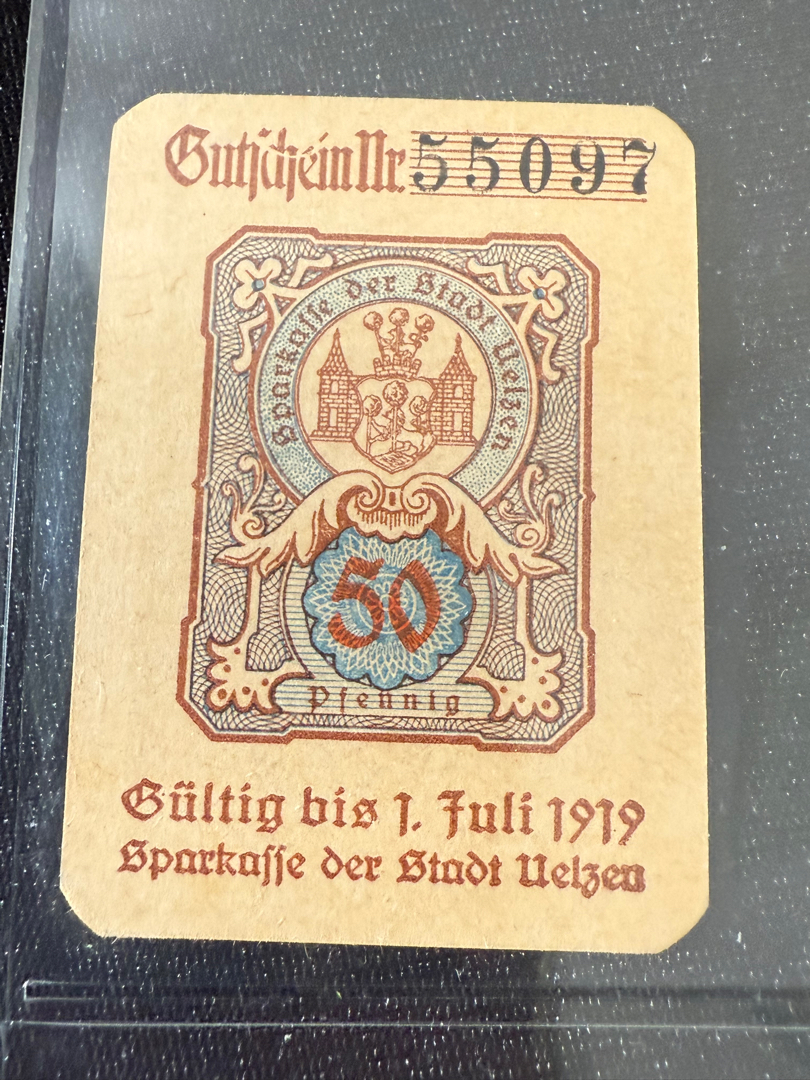 Gutschein Nr. 55097
Sparkasse der Stadt Uelzen
50
Pfennig
Gültig bis 1. Juli 1919
Sparkasse der Stadt Uelzen